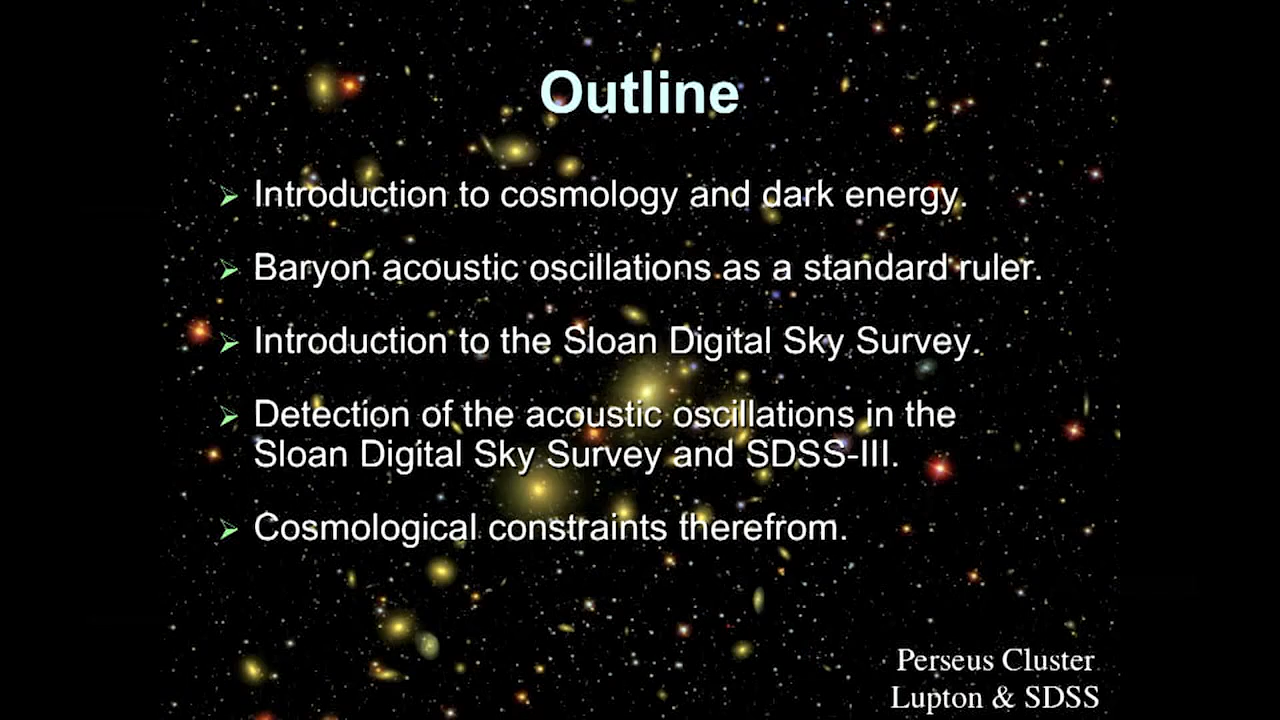 Outline
Introduction to cosmology and dark energy.
Baryon acoustic oscillations as a standard ruler.
Introduction to the Sloan Digital Sky Survey.
Detection of the acoustic oscillations in the
Sloan Digital Sky Survey and SDSS-III.
Cosmological constraints therefrom.
Perseus Cluster
Lupton & SDSS